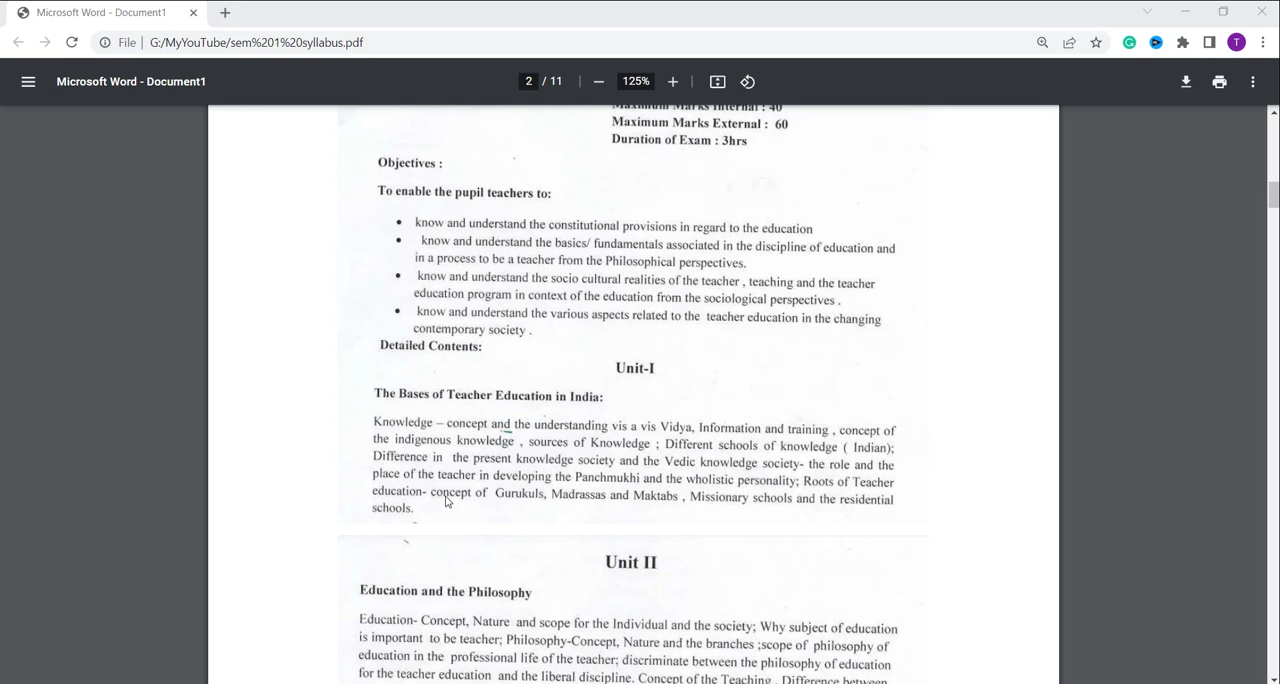 Microsoft Word - Document1
File
G:/MyYouTube/sem%201%20syllabus.pdf
T
Microsoft Word - Document1
2 / 11
125%
Maximum Marks Internal : 40
Maximum Marks External : 60
Duration of Exam : 3hrs
Objectives :
To enable the pupil teachers to:
• know and understand the constitutional provisions in regard to the education
• know and understand the basics/ fundamentals associated in the discipline of education and
in a process to be a teacher from the Philosophical perspectives.
• know and understand the socio cultural realities of the teacher , teaching and the teacher
education program in context of the education from the sociological perspectives .
• know and understand the various aspects related to the teacher education in the changing
contemporary society .
Detailed Contents:
Unit-I
The Bases of Teacher Education in India:
Knowledge – concept and the understanding vis a vis Vidya, Information and training , concept of
the indigenous knowledge , sources of Knowledge ; Different schools of knowledge ( Indian);
Difference in the present knowledge society and the Vedic knowledge society- the role and the
place of the teacher in developing the Panchmukhi and the wholistic personality; Roots of Teacher
education- concept of Gurukuls, Madrassas and Maktabs , Missionary schools and the residential
schools.
Unit II
Education and the Philosophy
Education- Concept, Nature and scope for the Individual and the society; Why subject of education
is important to be teacher; Philosophy-Concept, Nature and the branches ;scope of philosophy of
education in the professional life of the teacher; discriminate between the philosophy of education
for the teacher education and the liberal discipline. Concept of the Teaching , Difference between